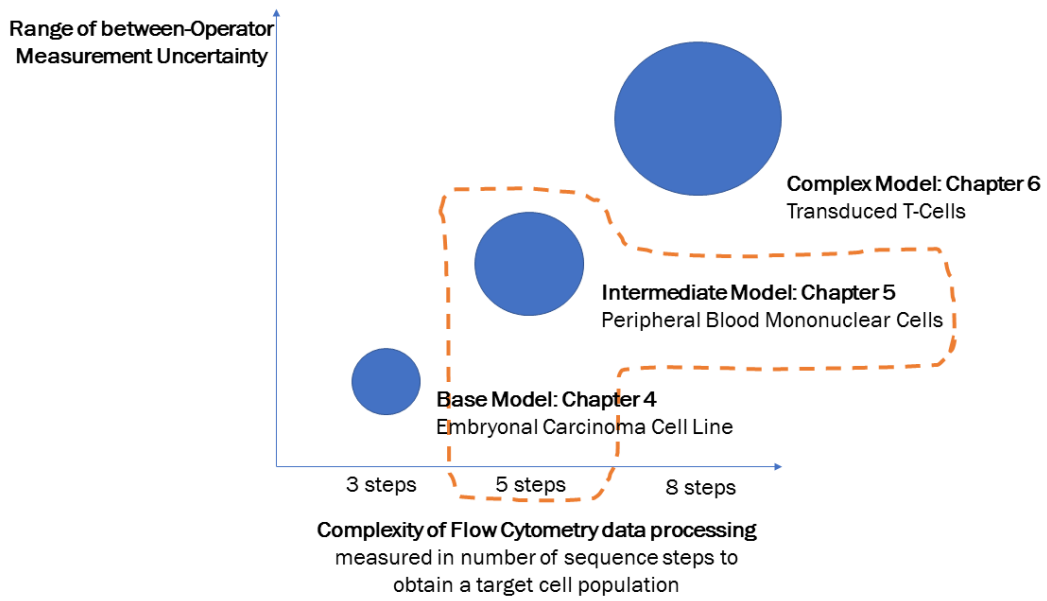 Range of between-Operator
Measurement Uncertainty
Complex Model: Chapter 6
Transduced T-Cells
Intermediate Model: Chapter 5
Peripheral Blood Mononuclear Cells
Base Model: Chapter 4
Embryonal Carcinoma Cell Line
3 steps
5 steps
8 steps
Complexity of Flow Cytometry data processing
measured in number of sequence steps to
obtain a target cell population